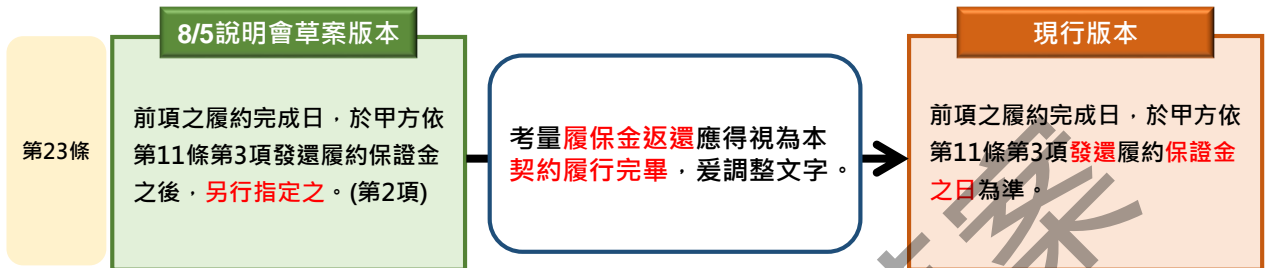 第23條
8/5說明會草案版本
前項之履約完成日，於甲方依
第11條第3項發還履約保證金
之後，另行指定之。(第2項)
考量履保金返還應得視為本
契約履行完畢，爰調整文字。
現行版本
前項之履約完成日，於甲方依
第11條第3項發還履約保證金
之日為準。
案